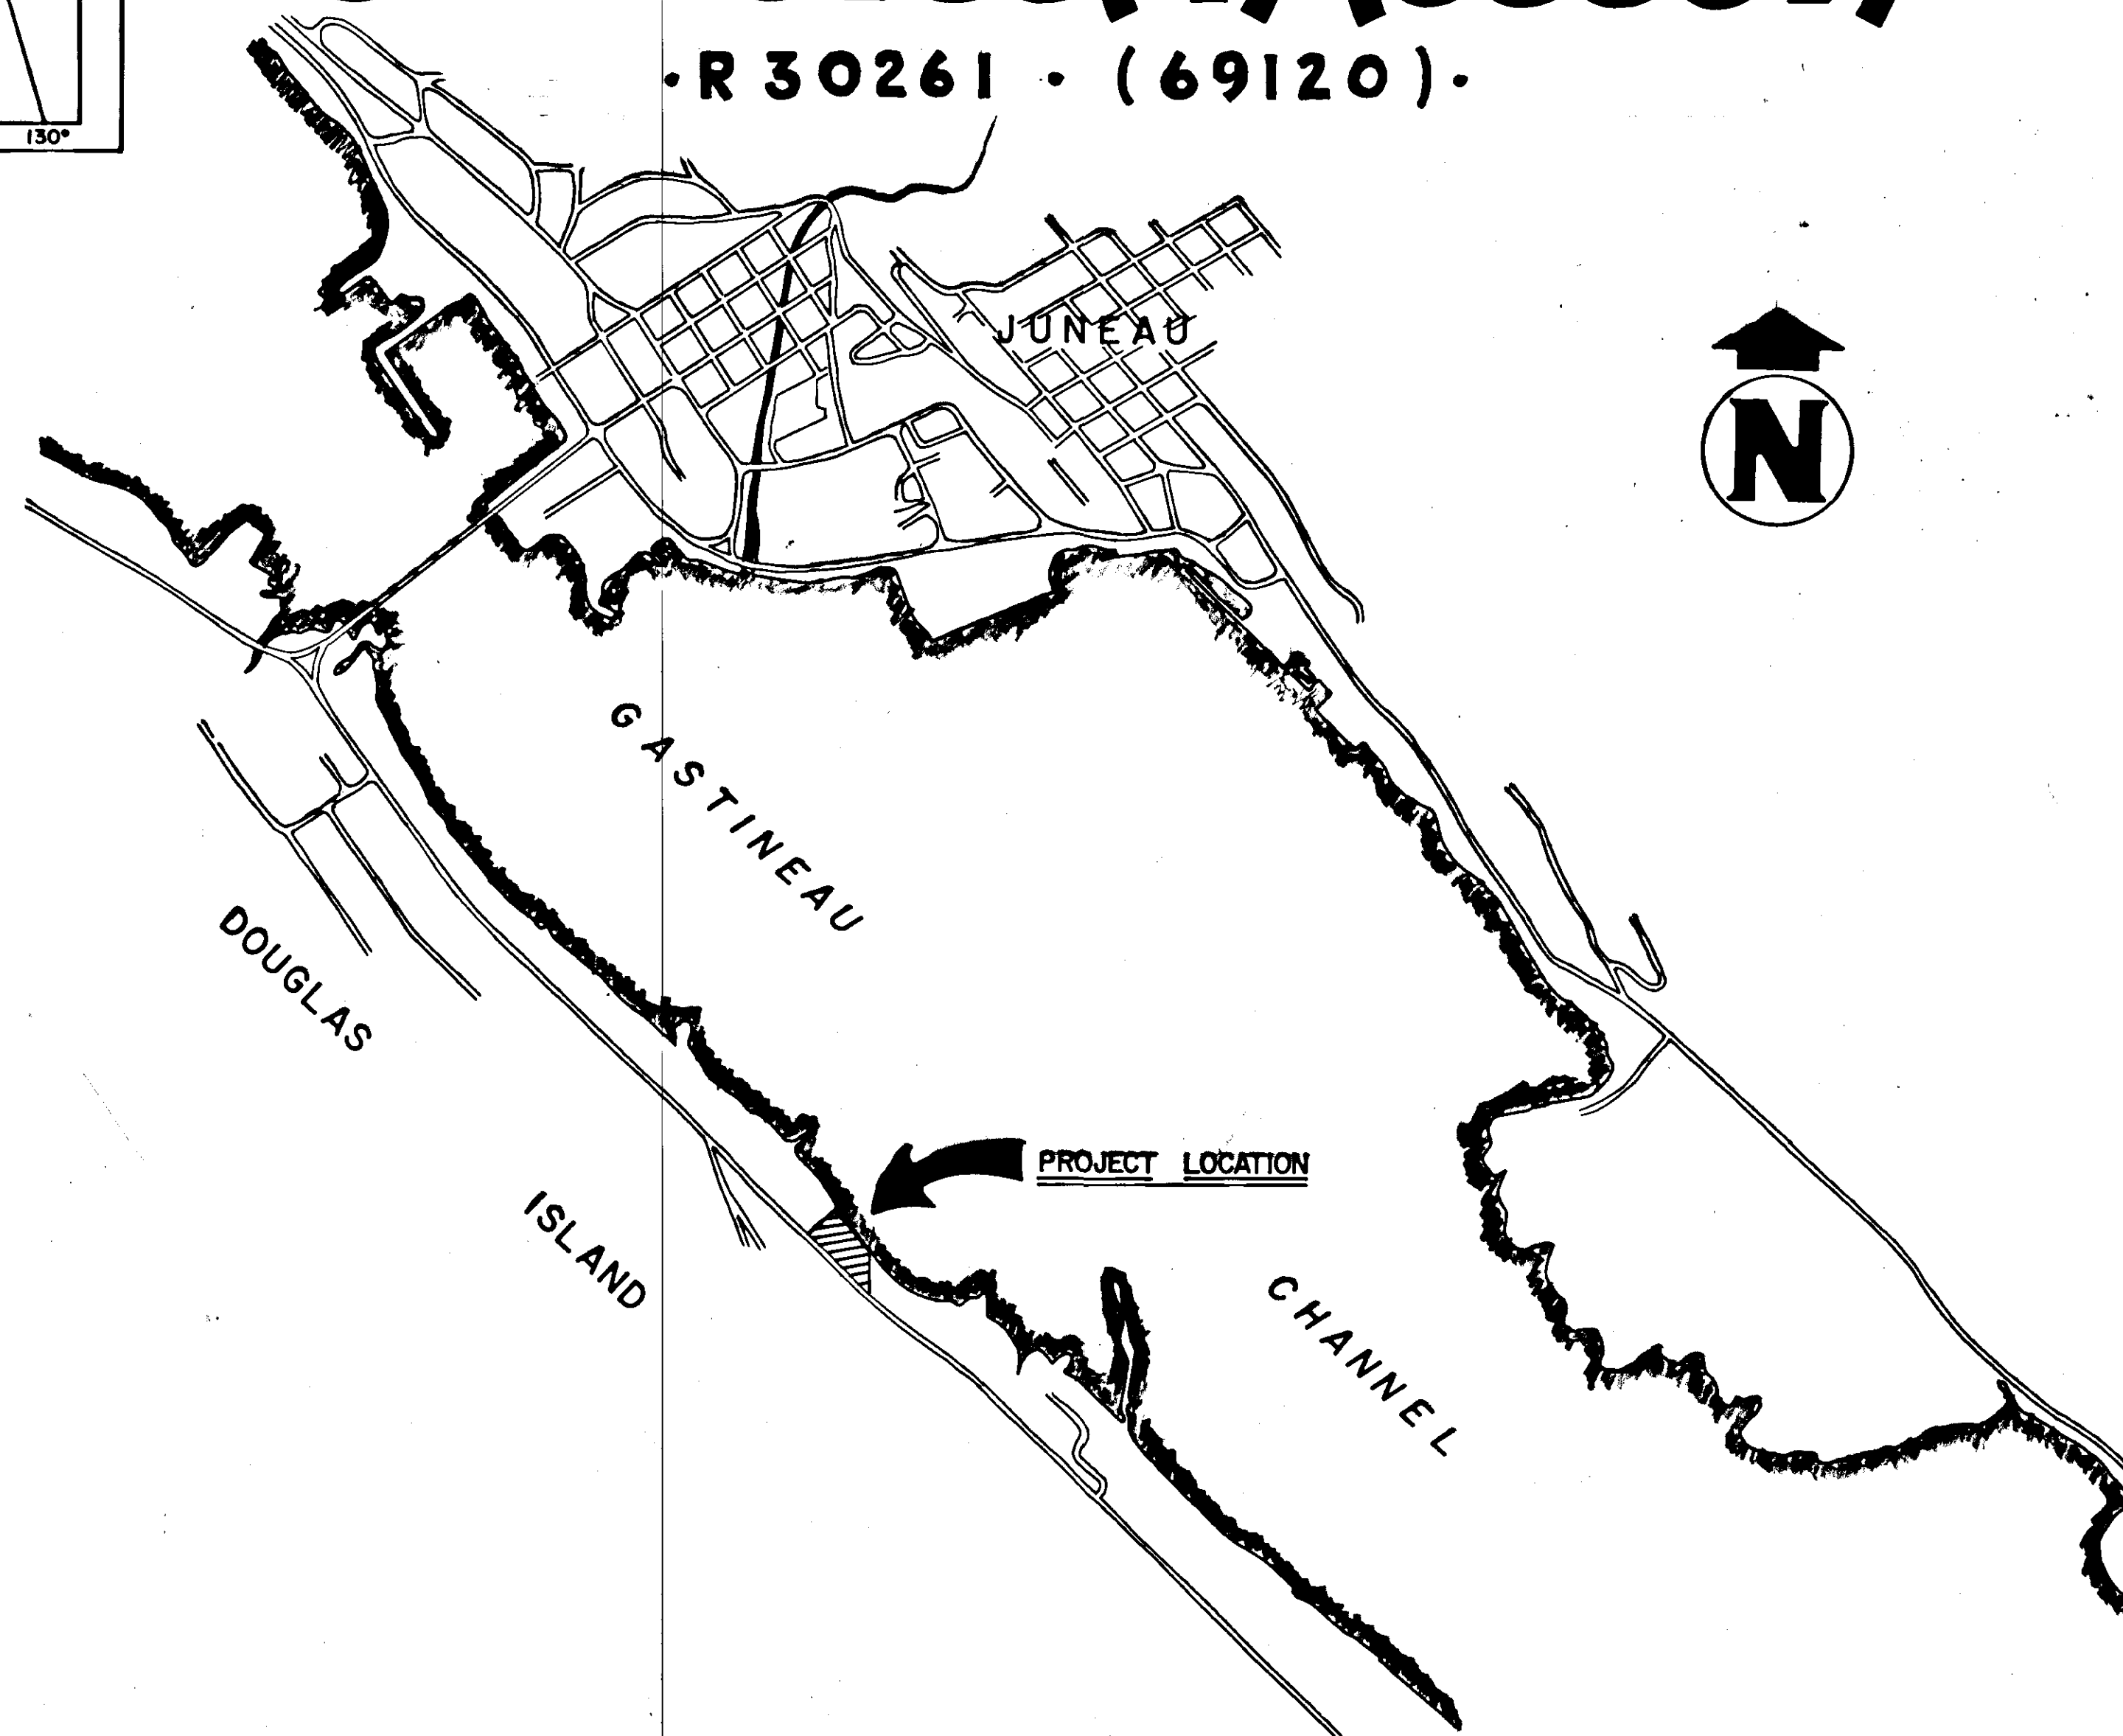 ·R 30261 · (69120)·
130°
JUNEAU
N
GASTINEAU
DOUGLAS
PROJECT LOCATION
ISLAND
CHANNEL